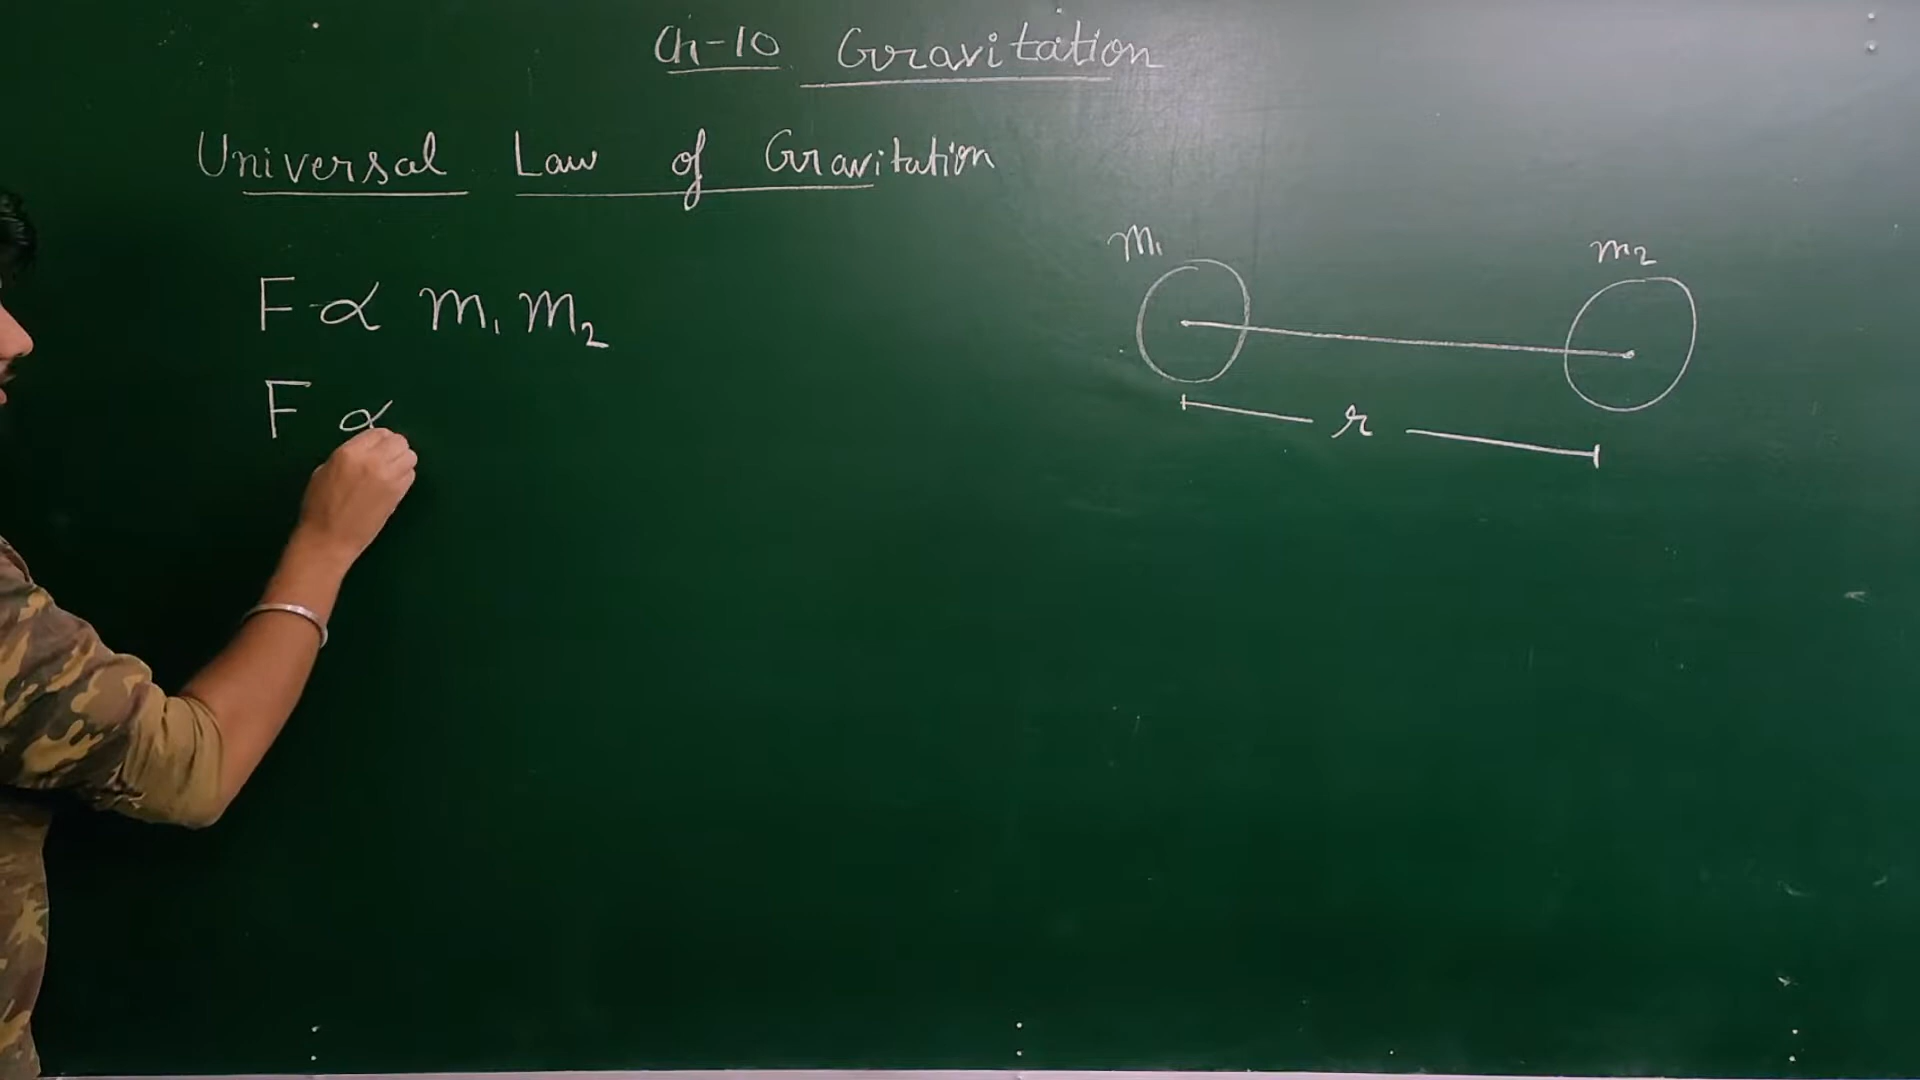 Ch-10 Gravitation
Universal Law of Gravitation
m₁ m₂
F ∝ m₁ m₂
F ∝
r